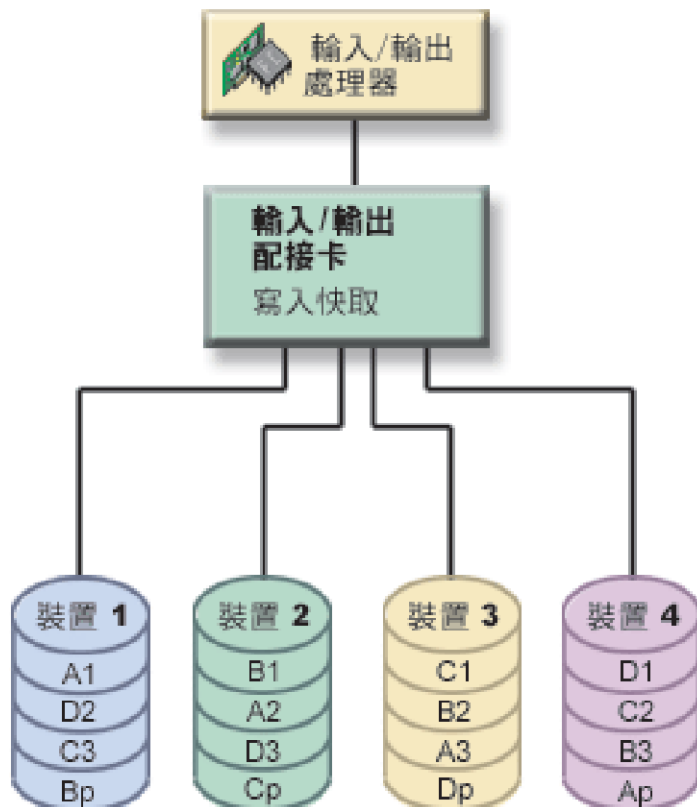 輸入/輸出
處理器
輸入/輸出
配接卡
寫入快取
裝置 1
A1
D2
C3
Bp
裝置 2
B1
A2
D3
Cp
裝置 3
C1
B2
A3
Dp
裝置 4
D1
C2
B3
Ap